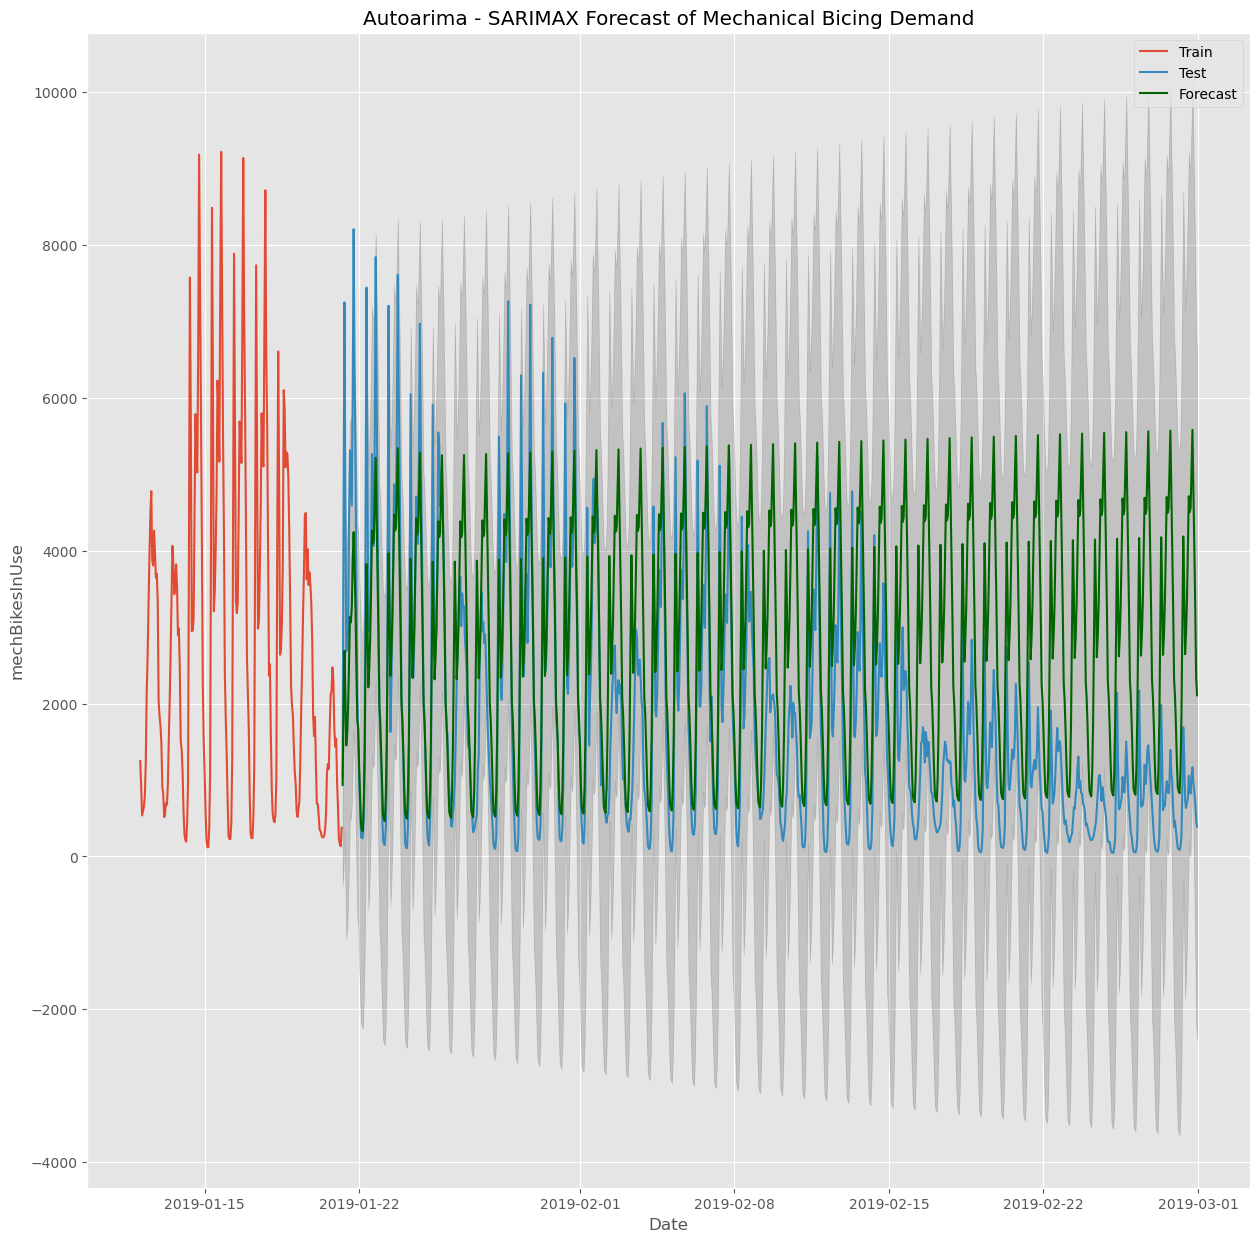 Autoarima - SARIMAX Forecast of Mechanical Bicing Demand
Train
Test
Forecast
10000
8000
6000
4000
2000
0
−2000
−4000
mechBikesInUse
2019-01-15
2019-01-22
2019-02-01
2019-02-08
2019-02-15
2019-02-22
2019-03-01
Date